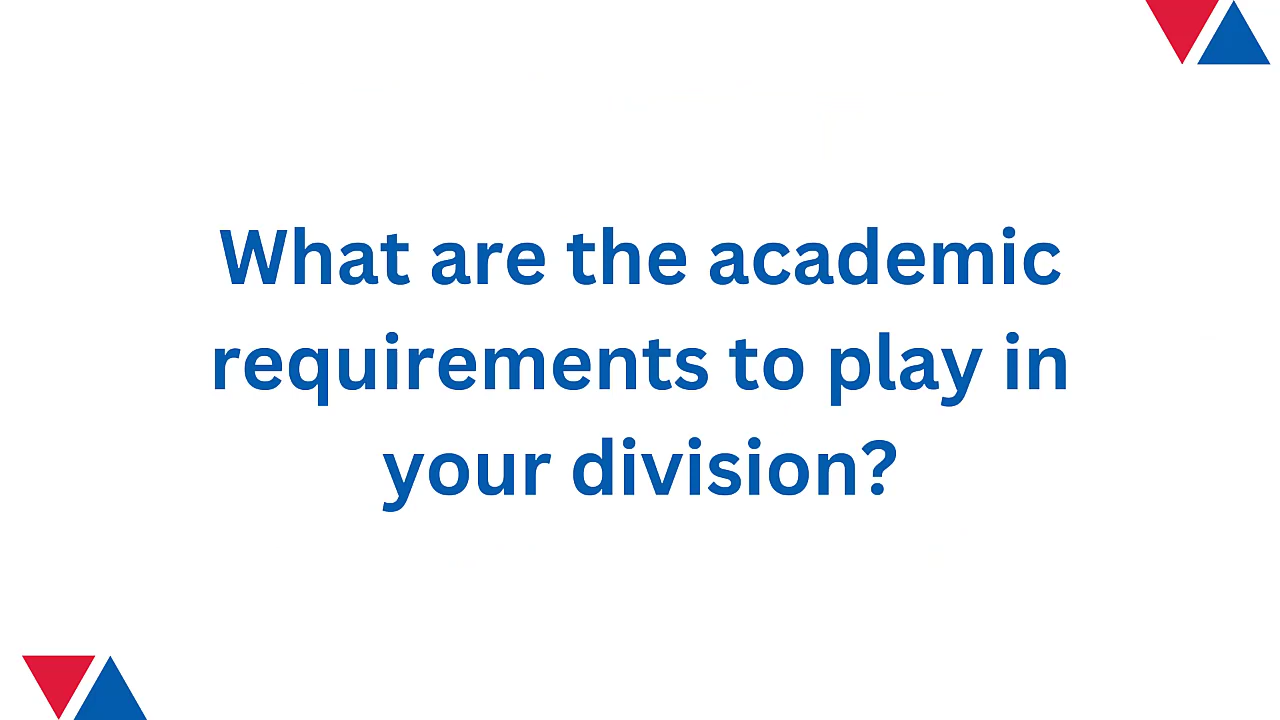 What are the academic
requirements to play in
your division?